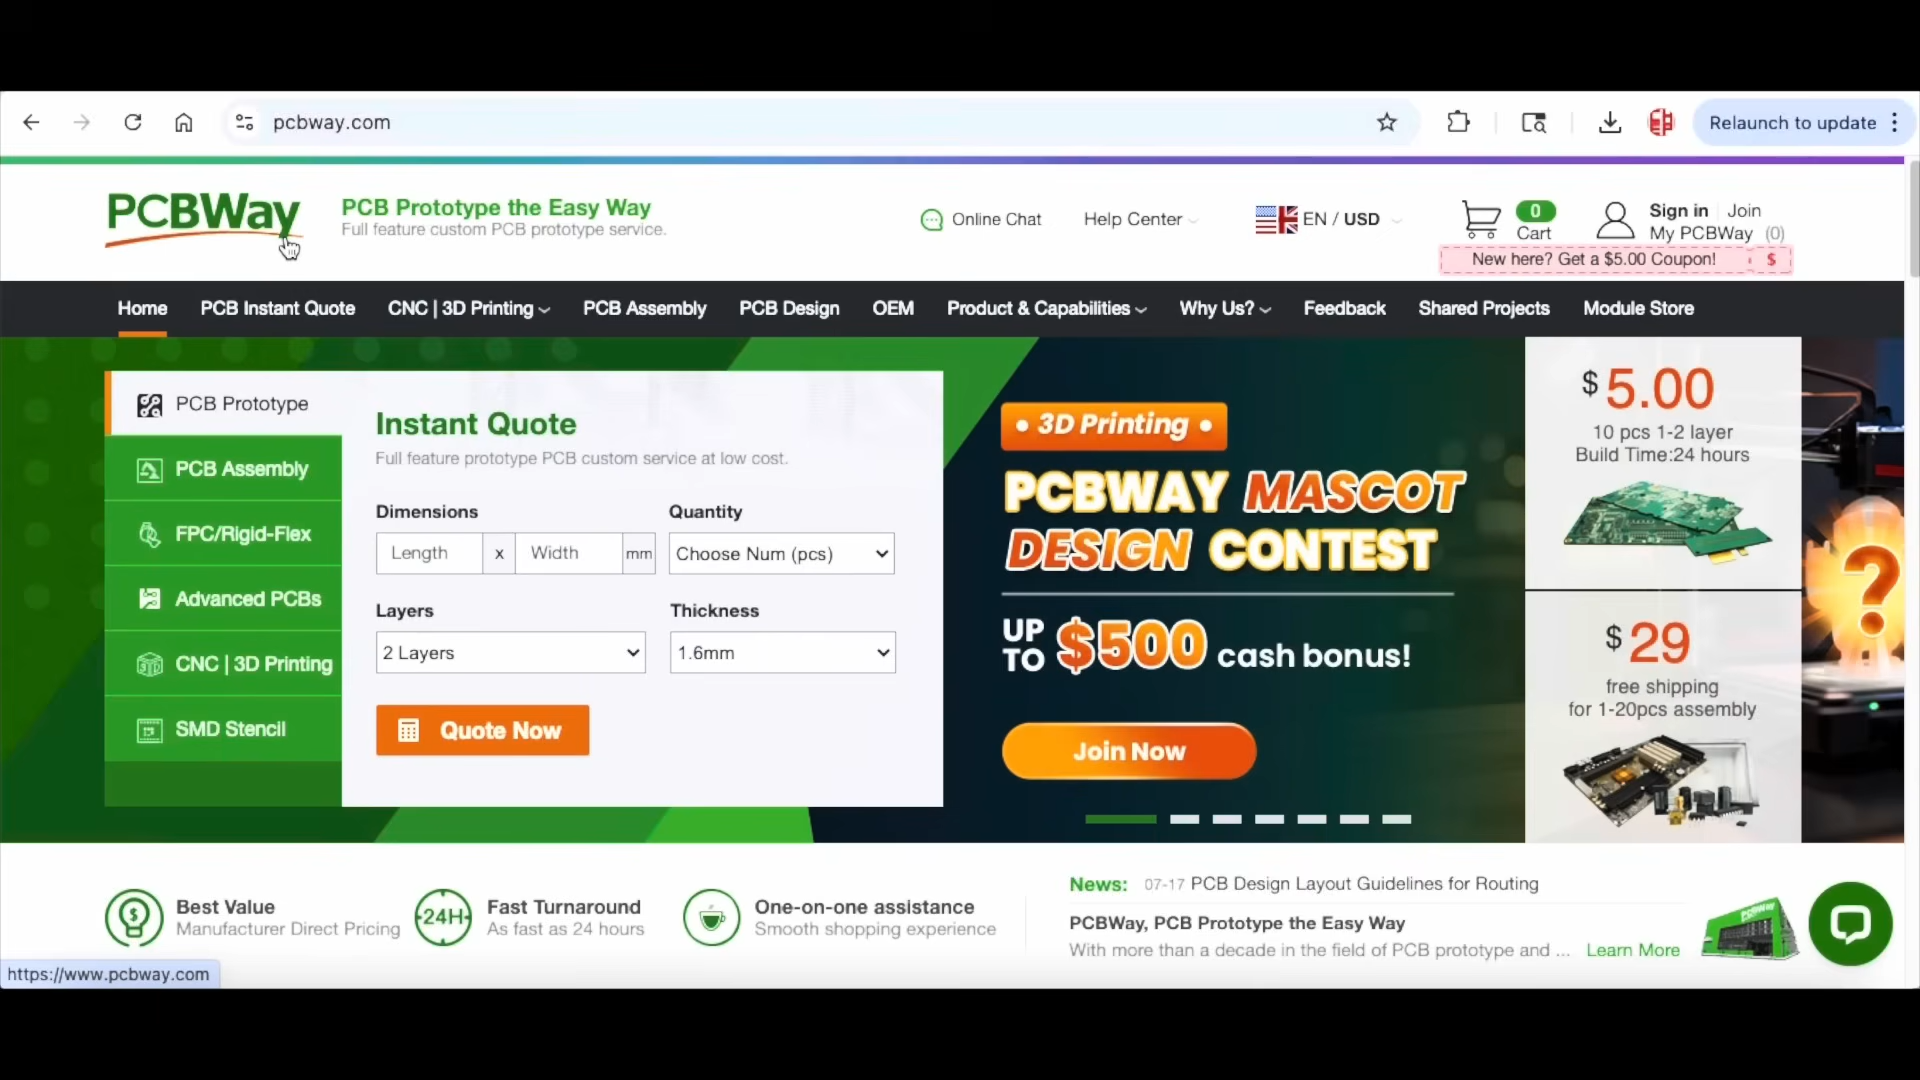 pcbway.com
Relaunch to update
PCBWay
PCB Prototype the Easy Way
Full feature custom PCB prototype service.
Online Chat
Help Center
EN / USD
0
Cart
Sign in
Join
My PCBWay (0)
New here? Get a $5.00 Coupon! $
Home
PCB Instant Quote
CNC | 3D Printing
PCB Assembly
PCB Design
OEM
Product & Capabilities
Why Us?
Feedback
Shared Projects
Module Store
PCB Prototype
PCB Assembly
FPC/Rigid-Flex
Advanced PCBs
CNC | 3D Printing
SMD Stencil
Instant Quote
Full feature prototype PCB custom service at low cost.
Dimensions
Quantity
Length x Width mm
Choose Num (pcs)
Layers
Thickness
2 Layers
1.6mm
Quote Now
• 3D Printing •
PCBWAY MASCOT
DESIGN CONTEST
UP TO $500 cash bonus!
Join Now
$ 5.00
10 pcs 1-2 layer
Build Time:24 hours
$ 29
free shipping
for 1-20pcs assembly
?
Best Value
Manufacturer Direct Pricing
24H
Fast Turnaround
As fast as 24 hours
One-on-one assistance
Smooth shopping experience
News: 07-17 PCB Design Layout Guidelines for Routing
PCBWay, PCB Prototype the Easy Way
With more than a decade in the field of PCB prototype and ... Learn More
PCBWay
https://www.pcbway.com